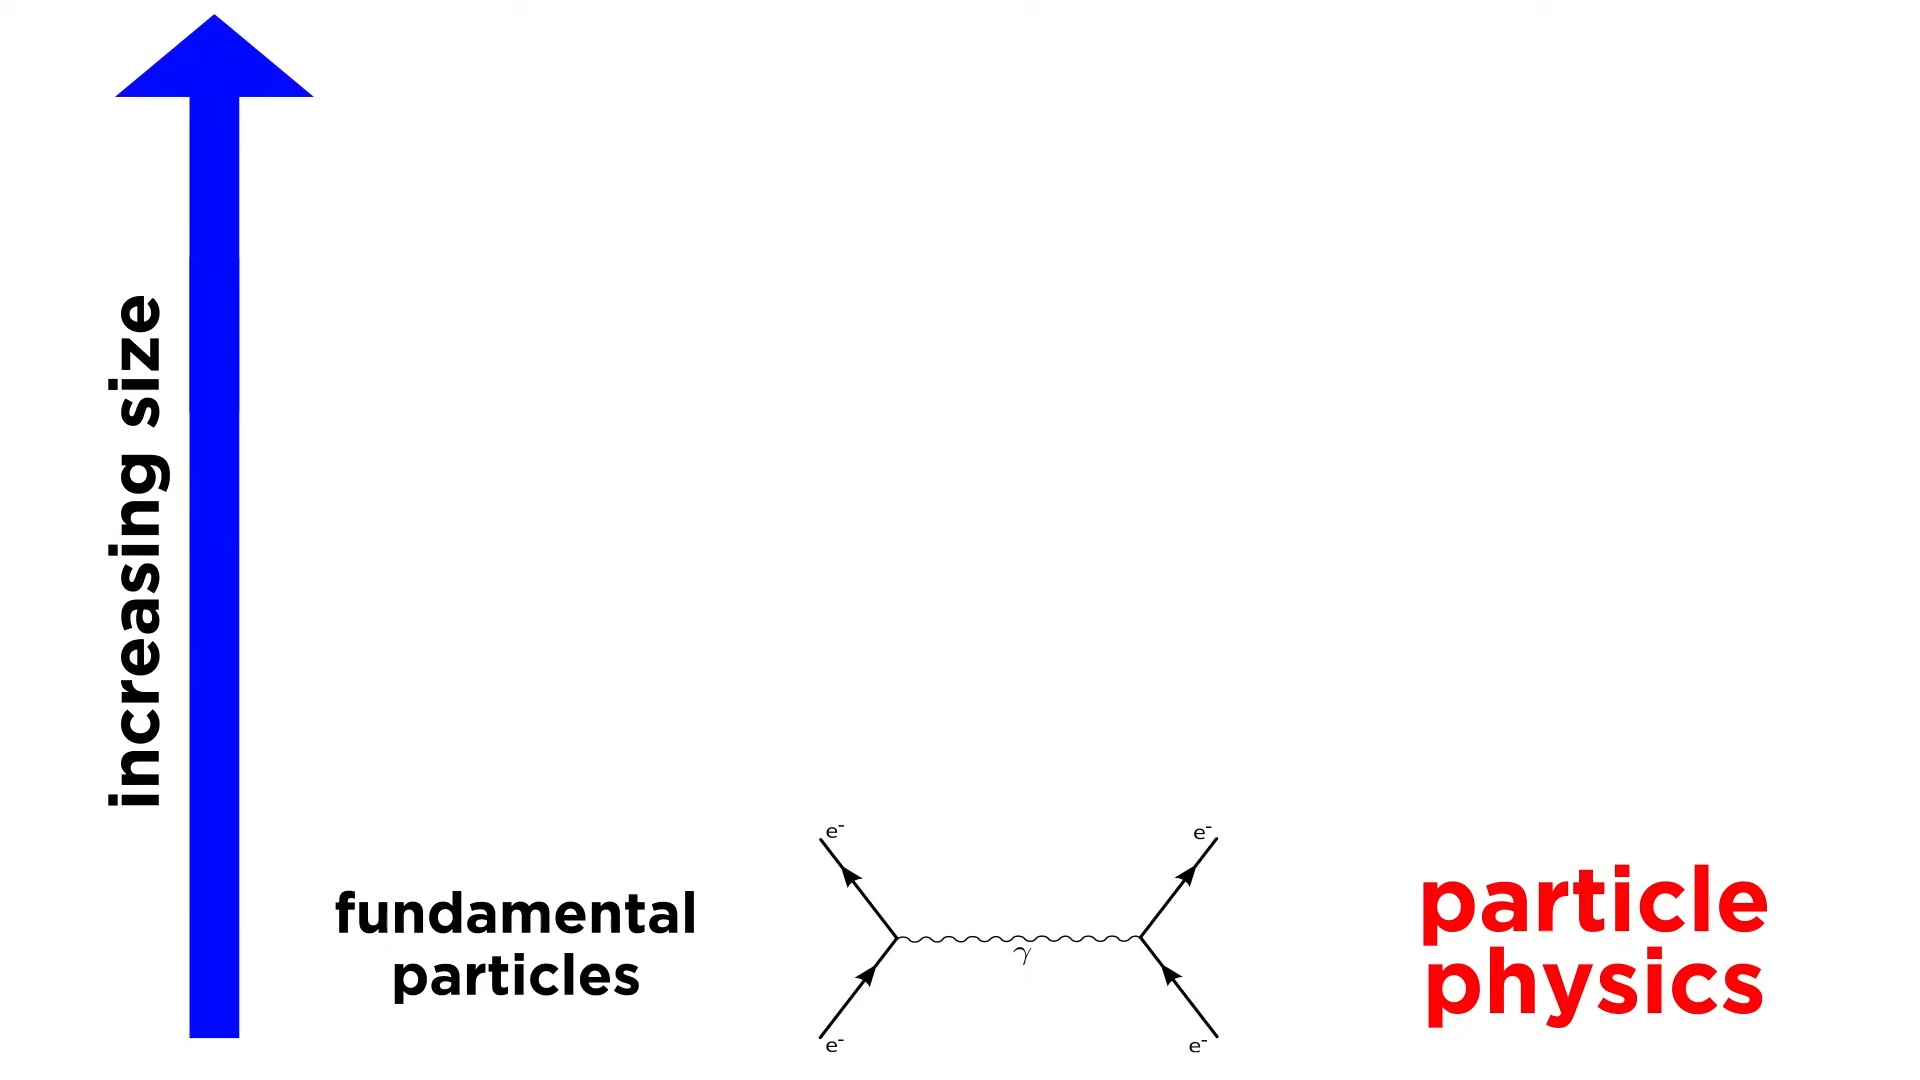 increasing size
fundamental
particles
e-
e-
γ
e-
e-
particle
physics